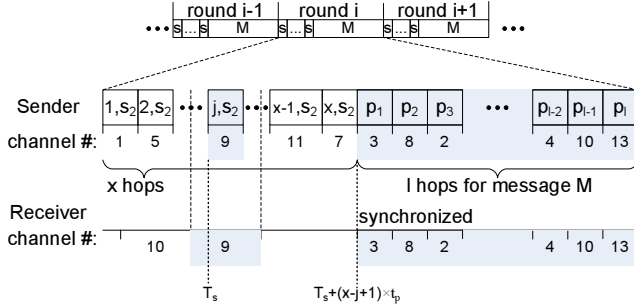 round i-1 round i round i+1
••• s ... s M s ... s M s ... s M •••
Sender 1,s2 2,s2 ••• j,s2 ••• x-1,s2 x,s2 p1 p2 p3 ••• pl-2 pl-1 pl
channel #: 1 5 9 11 7 3 8 2 4 10 13
x hops l hops for message M
Receiver synchronized
channel #: 10 9 3 8 2 4 10 13
Ts Ts+(x-j+1)×tp